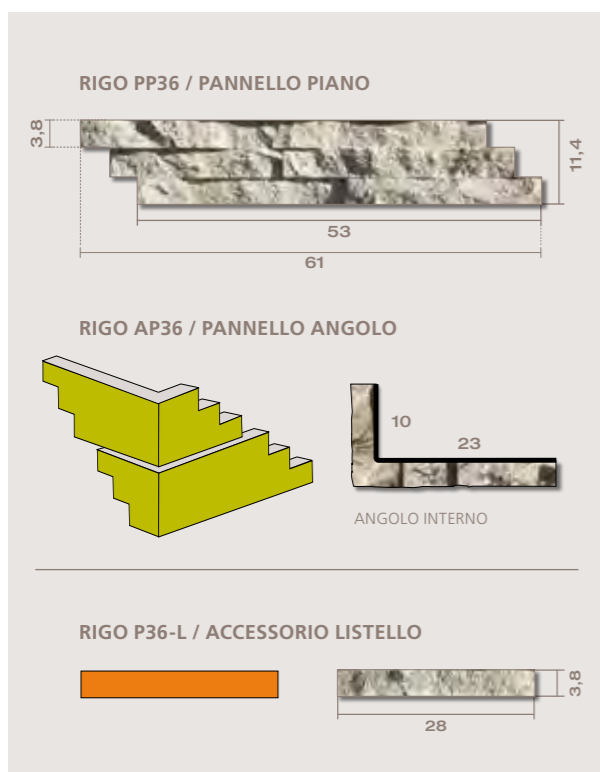 RIGO PP36 / PANNELLO PIANO
3,8
11,4
53
61
RIGO AP36 / PANNELLO ANGOLO
10
23
ANGOLO INTERNO
RIGO P36-L / ACCESSORIO LISTELLO
3,8
28